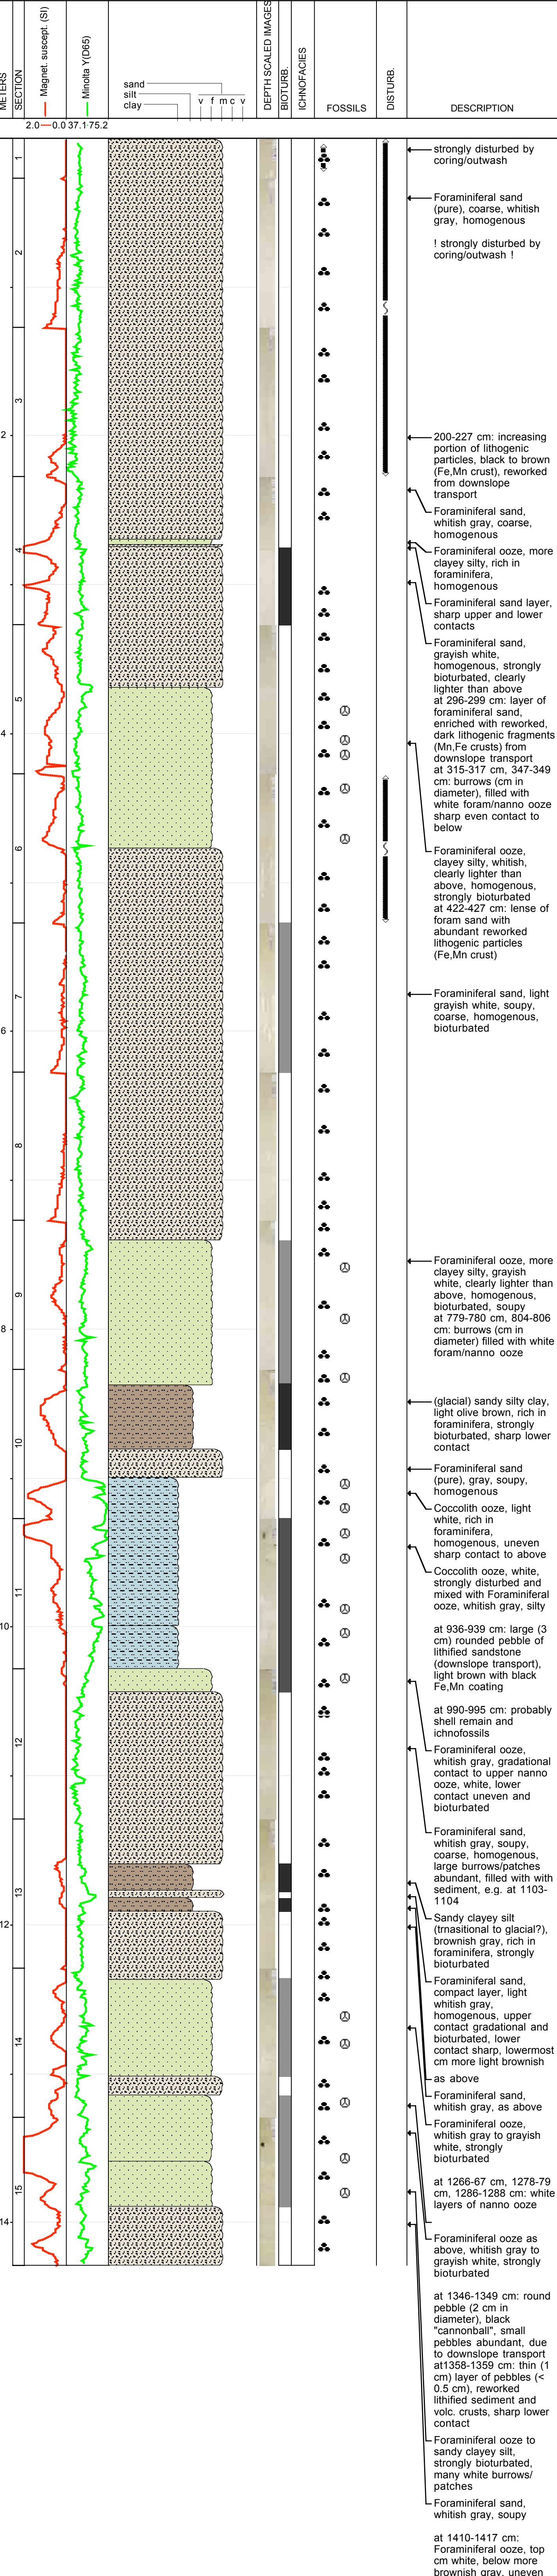 METERS
SECTION
Magnet. suscept. (SI)
Minolta Y(D65)
sand
silt
clay
v f m c v
DEPTH SCALED IMAGES
BIOTURB.
ICHNOFACIES
FOSSILS
DISTURB.
DESCRIPTION
2.0 0.0 37.1 75.2
1
2
3
2
4
5
4
6
7
6
8
9
8
10
11
10
12
13
12
14
15
14
strongly disturbed by
coring/outwash
Foraminiferal sand
(pure), coarse, whitish
gray, homogenous
! strongly disturbed by
coring/outwash !
200-227 cm: increasing
portion of lithogenic
particles, black to brown
(Fe,Mn crust), reworked
from downslope
transport
Foraminiferal sand,
whitish gray, coarse,
homogenous
Foraminiferal ooze, more
clayey silty, rich in
foraminifera,
homogenous
Foraminiferal sand layer,
sharp upper and lower
contacts
Foraminiferal sand,
grayish white,
homogenous, strongly
bioturbated, clearly
lighter than above
at 296-299 cm: layer of
foraminiferal sand,
enriched with reworked,
dark lithogenic fragments
(Mn,Fe crusts) from
downslope transport
at 315-317 cm, 347-349
cm: burrows (cm in
diameter), filled with
white foram/nanno ooze
sharp even contact to
below
Foraminiferal ooze,
clayey silty, whitish,
clearly lighter than
above, homogenous,
strongly bioturbated
at 422-427 cm: lense of
foram sand with
abundant reworked
lithogenic particles
(Fe,Mn crust)
Foraminiferal sand, light
grayish white, soupy,
coarse, homogenous,
bioturbated
Foraminiferal ooze, more
clayey silty, grayish
white, clearly lighter than
above, homogenous,
bioturbated, soupy
at 779-780 cm, 804-806
cm: burrows (cm in
diameter) filled with white
foram/nanno ooze
(glacial) sandy silty clay,
light olive brown, rich in
foraminifera, strongly
bioturbated, sharp lower
contact
Foraminiferal sand
(pure), gray, soupy,
homogenous
Coccolith ooze, light
white, rich in
foraminifera,
homogenous, uneven
sharp contact to above
Coccolith ooze, white,
strongly disturbed and
mixed with Foraminiferal
ooze, whitish gray, silty
at 936-939 cm: large (3
cm) rounded pebble of
lithified sandstone
(downslope transport),
light brown with black
Fe,Mn coating
at 990-995 cm: probably
shell remain and
ichnofossils
Foraminiferal ooze,
whitish gray, gradational
contact to upper nanno
ooze, white, lower
contact uneven and
bioturbated
Foraminiferal sand,
whitish gray, soupy,
coarse, homogenous,
large burrows/patches
abundant, filled with with
sediment, e.g. at 1103-
1104
Sandy clayey silt
(trnasitional to glacial?),
brownish gray, rich in
foraminifera, strongly
bioturbated
Foraminiferal sand,
compact layer, light
whitish gray,
homogenous, upper
contact gradational and
bioturbated, lower
contact sharp, lowermost
cm more light brownish
as above
Foraminiferal sand,
whitish gray, as above
Foraminiferal ooze,
whitish gray to grayish
white, strongly
bioturbated
at 1266-67 cm, 1278-79
cm, 1286-1288 cm: white
layers of nanno ooze
Foraminiferal ooze as
above, whitish gray to
grayish white, strongly
bioturbated
at 1346-1349 cm: round
pebble (2 cm in
diameter), black
"cannonball", small
pebbles abundant, due
to downslope transport
at1358-1359 cm: thin (1
cm) layer of pebbles (<
0.5 cm), reworked
lithified sediment and
volc. crusts, sharp lower
contact
Foraminiferal ooze to
sandy clayey silt,
strongly bioturbated,
many white burrows/
patches
Foraminiferal sand,
whitish gray, soupy
at 1410-1417 cm:
Foraminiferal ooze, top
cm white, below more
brownish gray, uneven